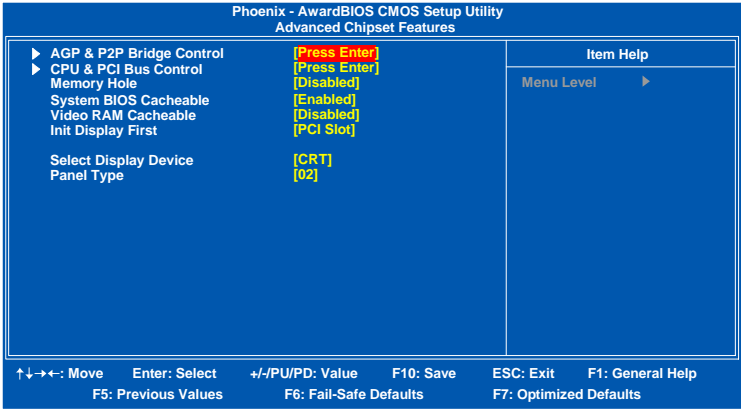 Phoenix - AwardBIOS CMOS Setup Utility
Advanced Chipset Features
AGP & P2P Bridge Control [Press Enter]
CPU & PCI Bus Control [Press Enter]
Memory Hole [Disabled]
System BIOS Cacheable [Enabled]
Video RAM Cacheable [Disabled]
Init Display First [PCI Slot]
Select Display Device [CRT]
Panel Type [02]
Item Help
Menu Level
↑↓→←: Move Enter: Select +/-/PU/PD: Value F10: Save ESC: Exit F1: General Help
F5: Previous Values F6: Fail-Safe Defaults F7: Optimized Defaults